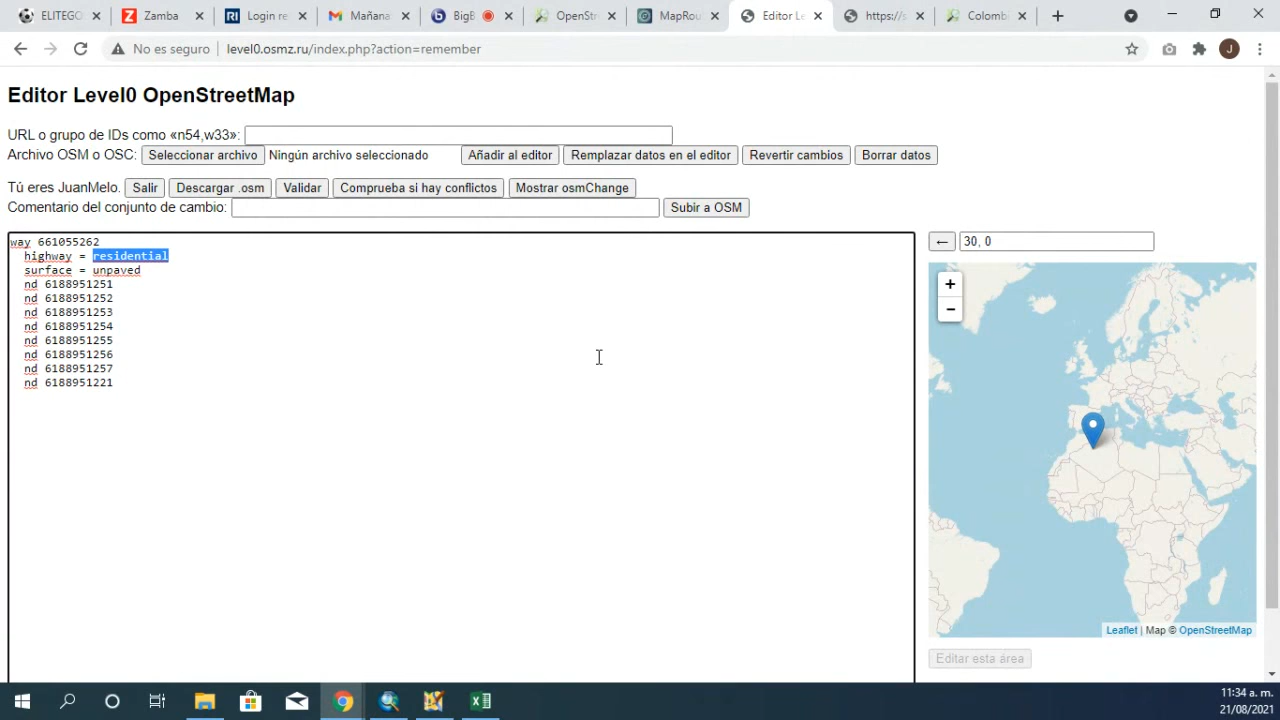 ELITEGO
Zamba
Login re
Mañana
BigB
OpenStr
MapRou
Editor Le
https://s
Colombi
No es seguro
level0.osmz.ru/index.php?action=remember
J
Editor Level0 OpenStreetMap
URL o grupo de IDs como «n54,w33»:
Archivo OSM o OSC: Seleccionar archivo Ningún archivo seleccionado Añadir al editor Remplazar datos en el editor Revertir cambios Borrar datos
Tú eres JuanMelo. Salir Descargar .osm Validar Comprueba si hay conflictos Mostrar osmChange
Comentario del conjunto de cambio: Subir a OSM
way 661055262
highway = residential
surface = unpaved
nd 6188951251
nd 6188951252
nd 6188951253
nd 6188951254
nd 6188951255
nd 6188951256
nd 6188951257
nd 6188951221
← 30, 0
+
−
Leaflet | Map © OpenStreetMap
Editar esta área
11:34 a. m.
21/08/2021